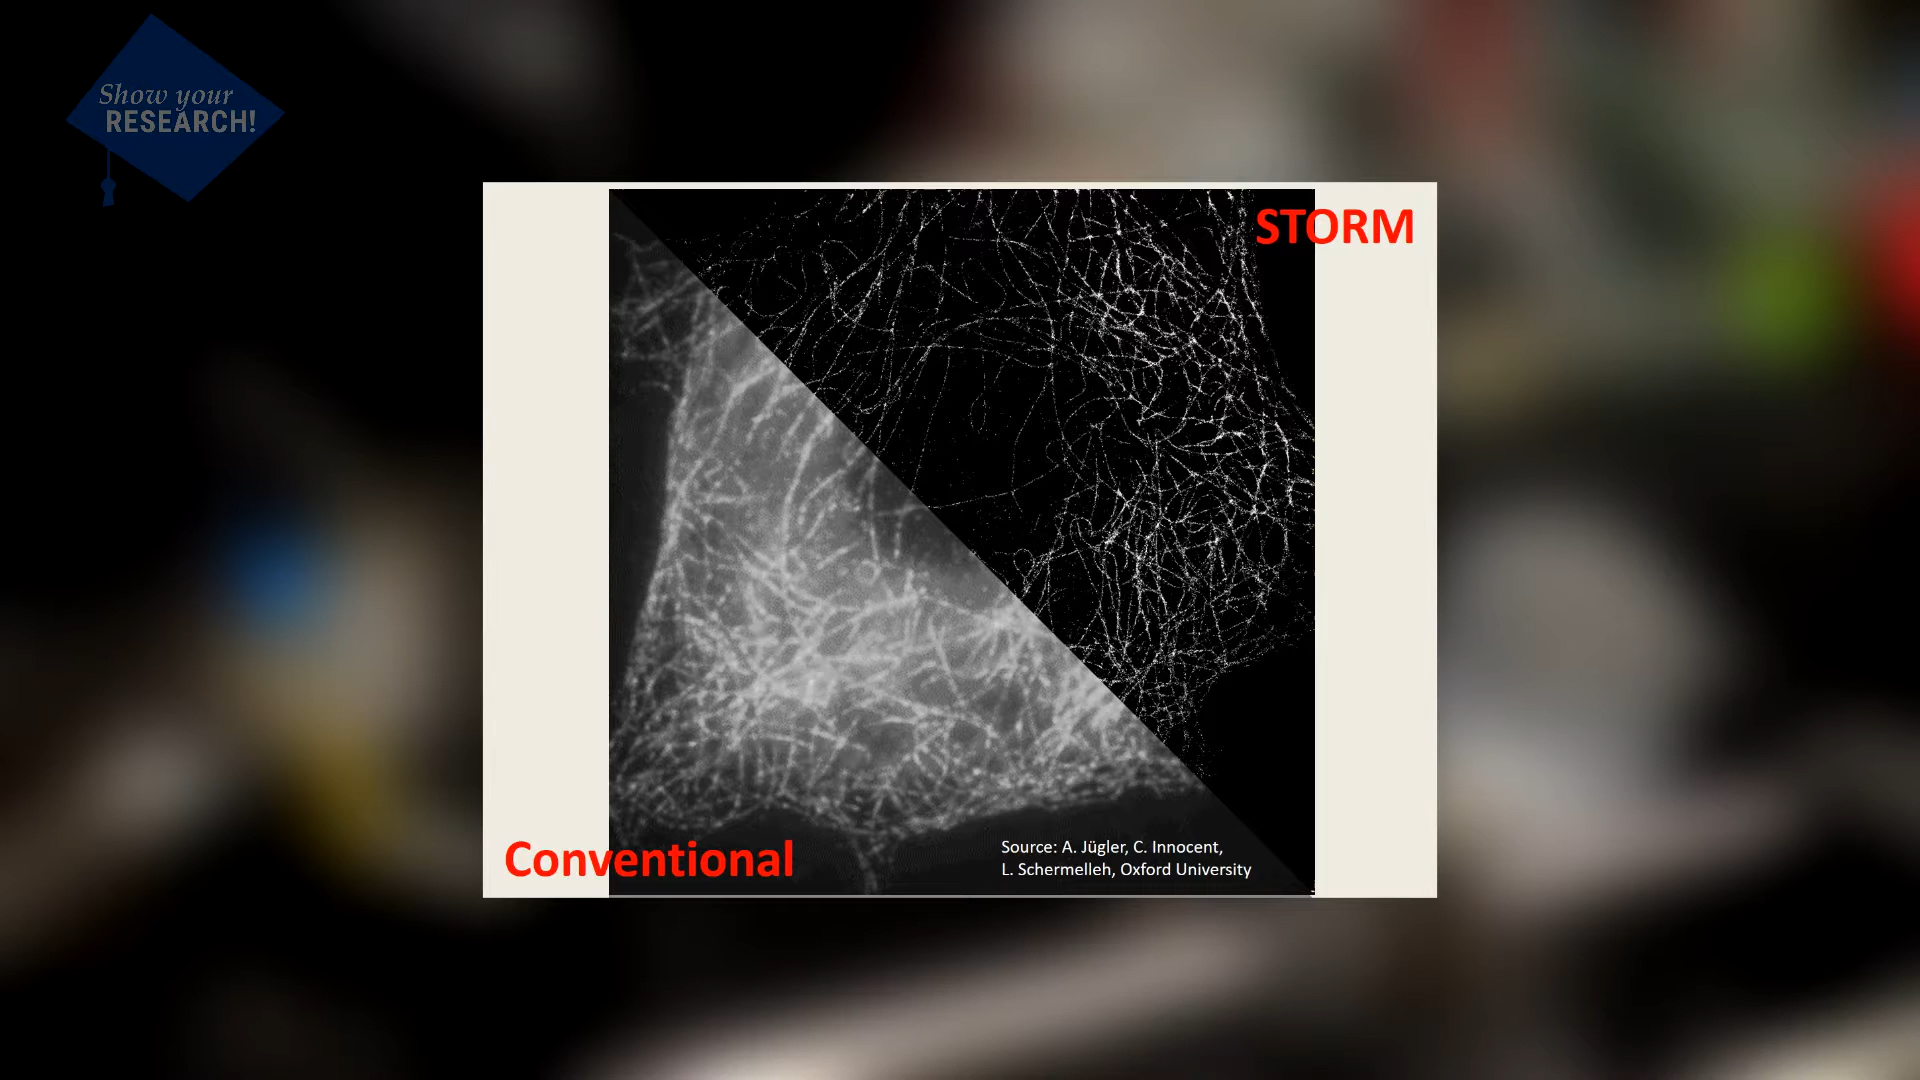 Show your
RESEARCH!
STORM
Conventional
Source: A. Jügler, C. Innocent,
L. Schermelleh, Oxford University